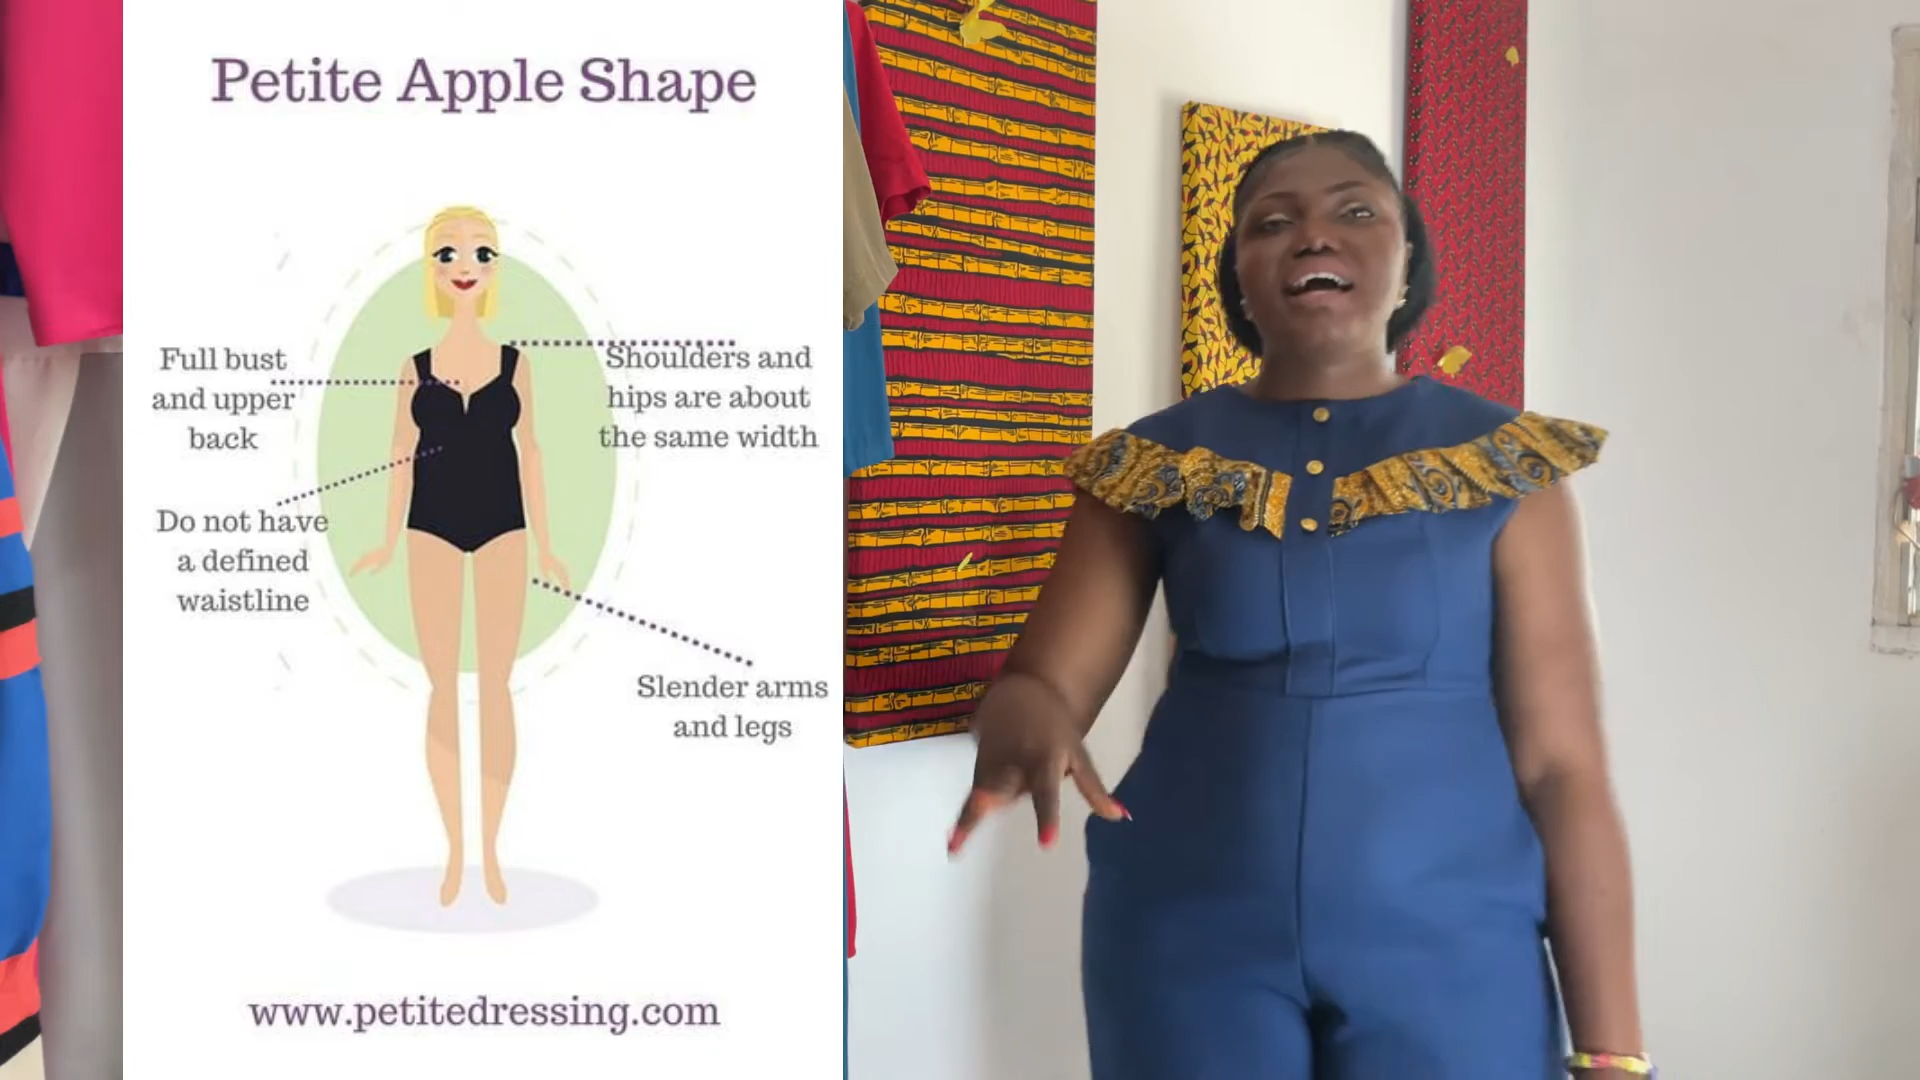 Petite Apple Shape
Full bust
and upper
back
Shoulders and
hips are about
the same width
Do not have
a defined
waistline
Slender arms
and legs
www.petitedressing.com